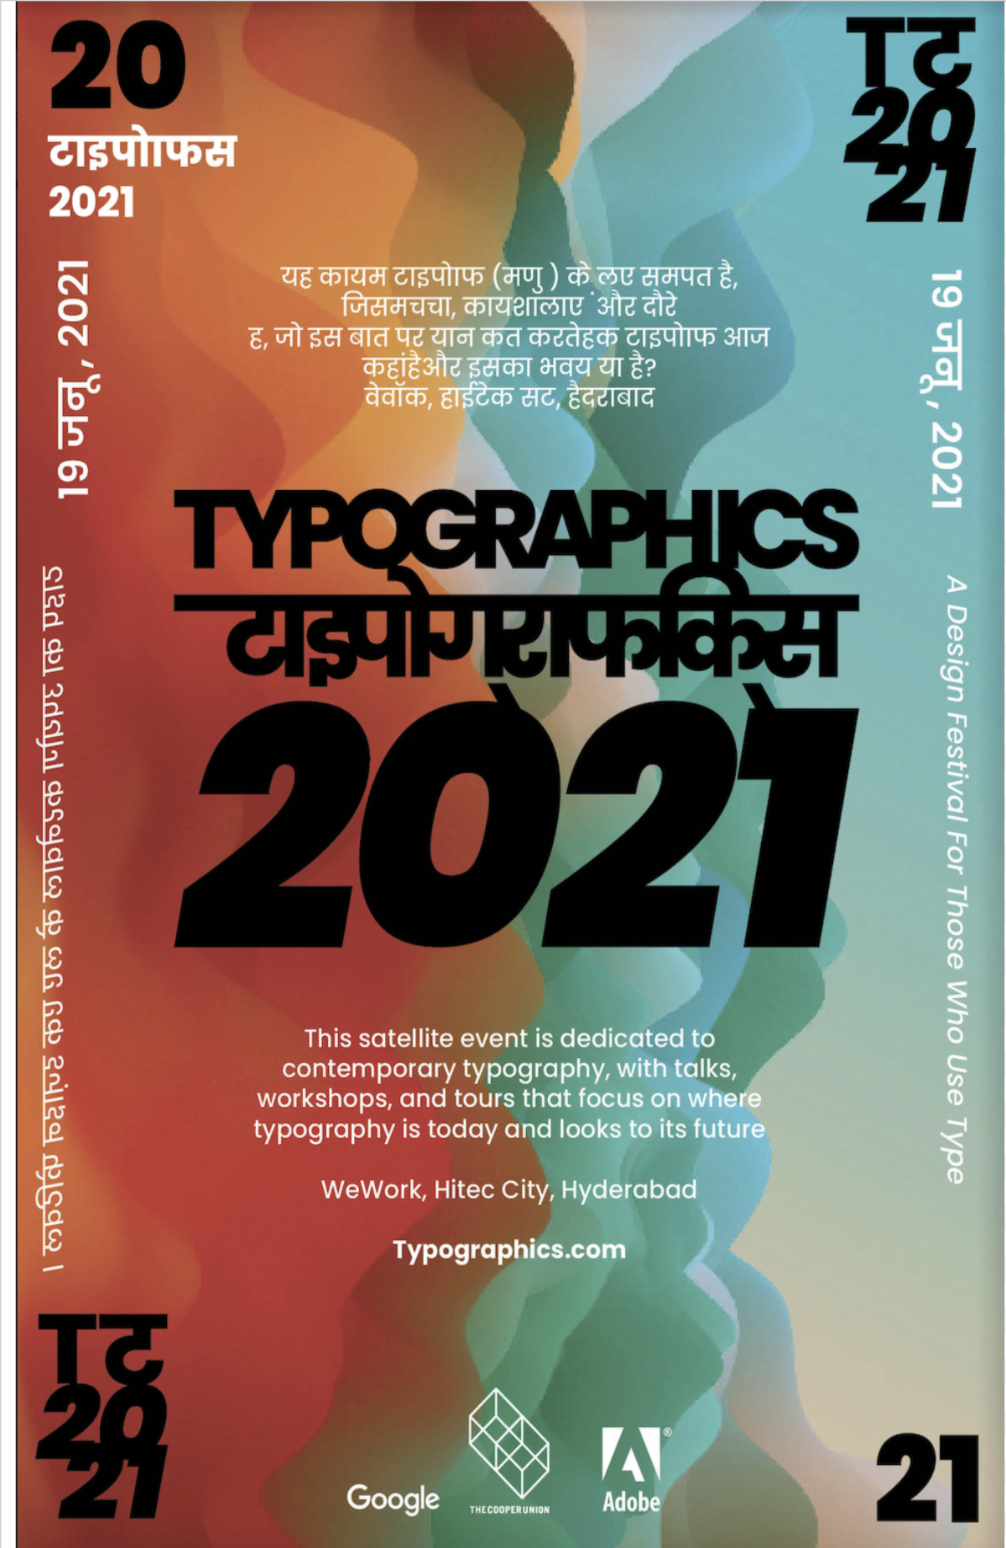 20
टाइपोाफस
2021
Tट
20
21
19 जनू , 2021
19 जनू , 2021
यह कायम टाइपोाफ (मणु ) के लए समपत है,
जिसमचचा, कायशालाए ं और दौरे
ह, जो इस बात पर यान कत करतेहक टाइपोाफ आज
कहांहैऔर इसका भवय या है?
वेवॉक, हाईटेक सट, हैदराबाद
TYPOGRAPHICS
टाइपोगराफकिस
2021
A Design Festival For Those Who Use Type
This satellite event is dedicated to
contemporary typography, with talks,
workshops, and tours that focus on where
typography is today and looks to its future
WeWork, Hitec City, Hyderabad
Typographics.com
Tट
20
21
Google
THE COOPER UNION
Adobe®
21